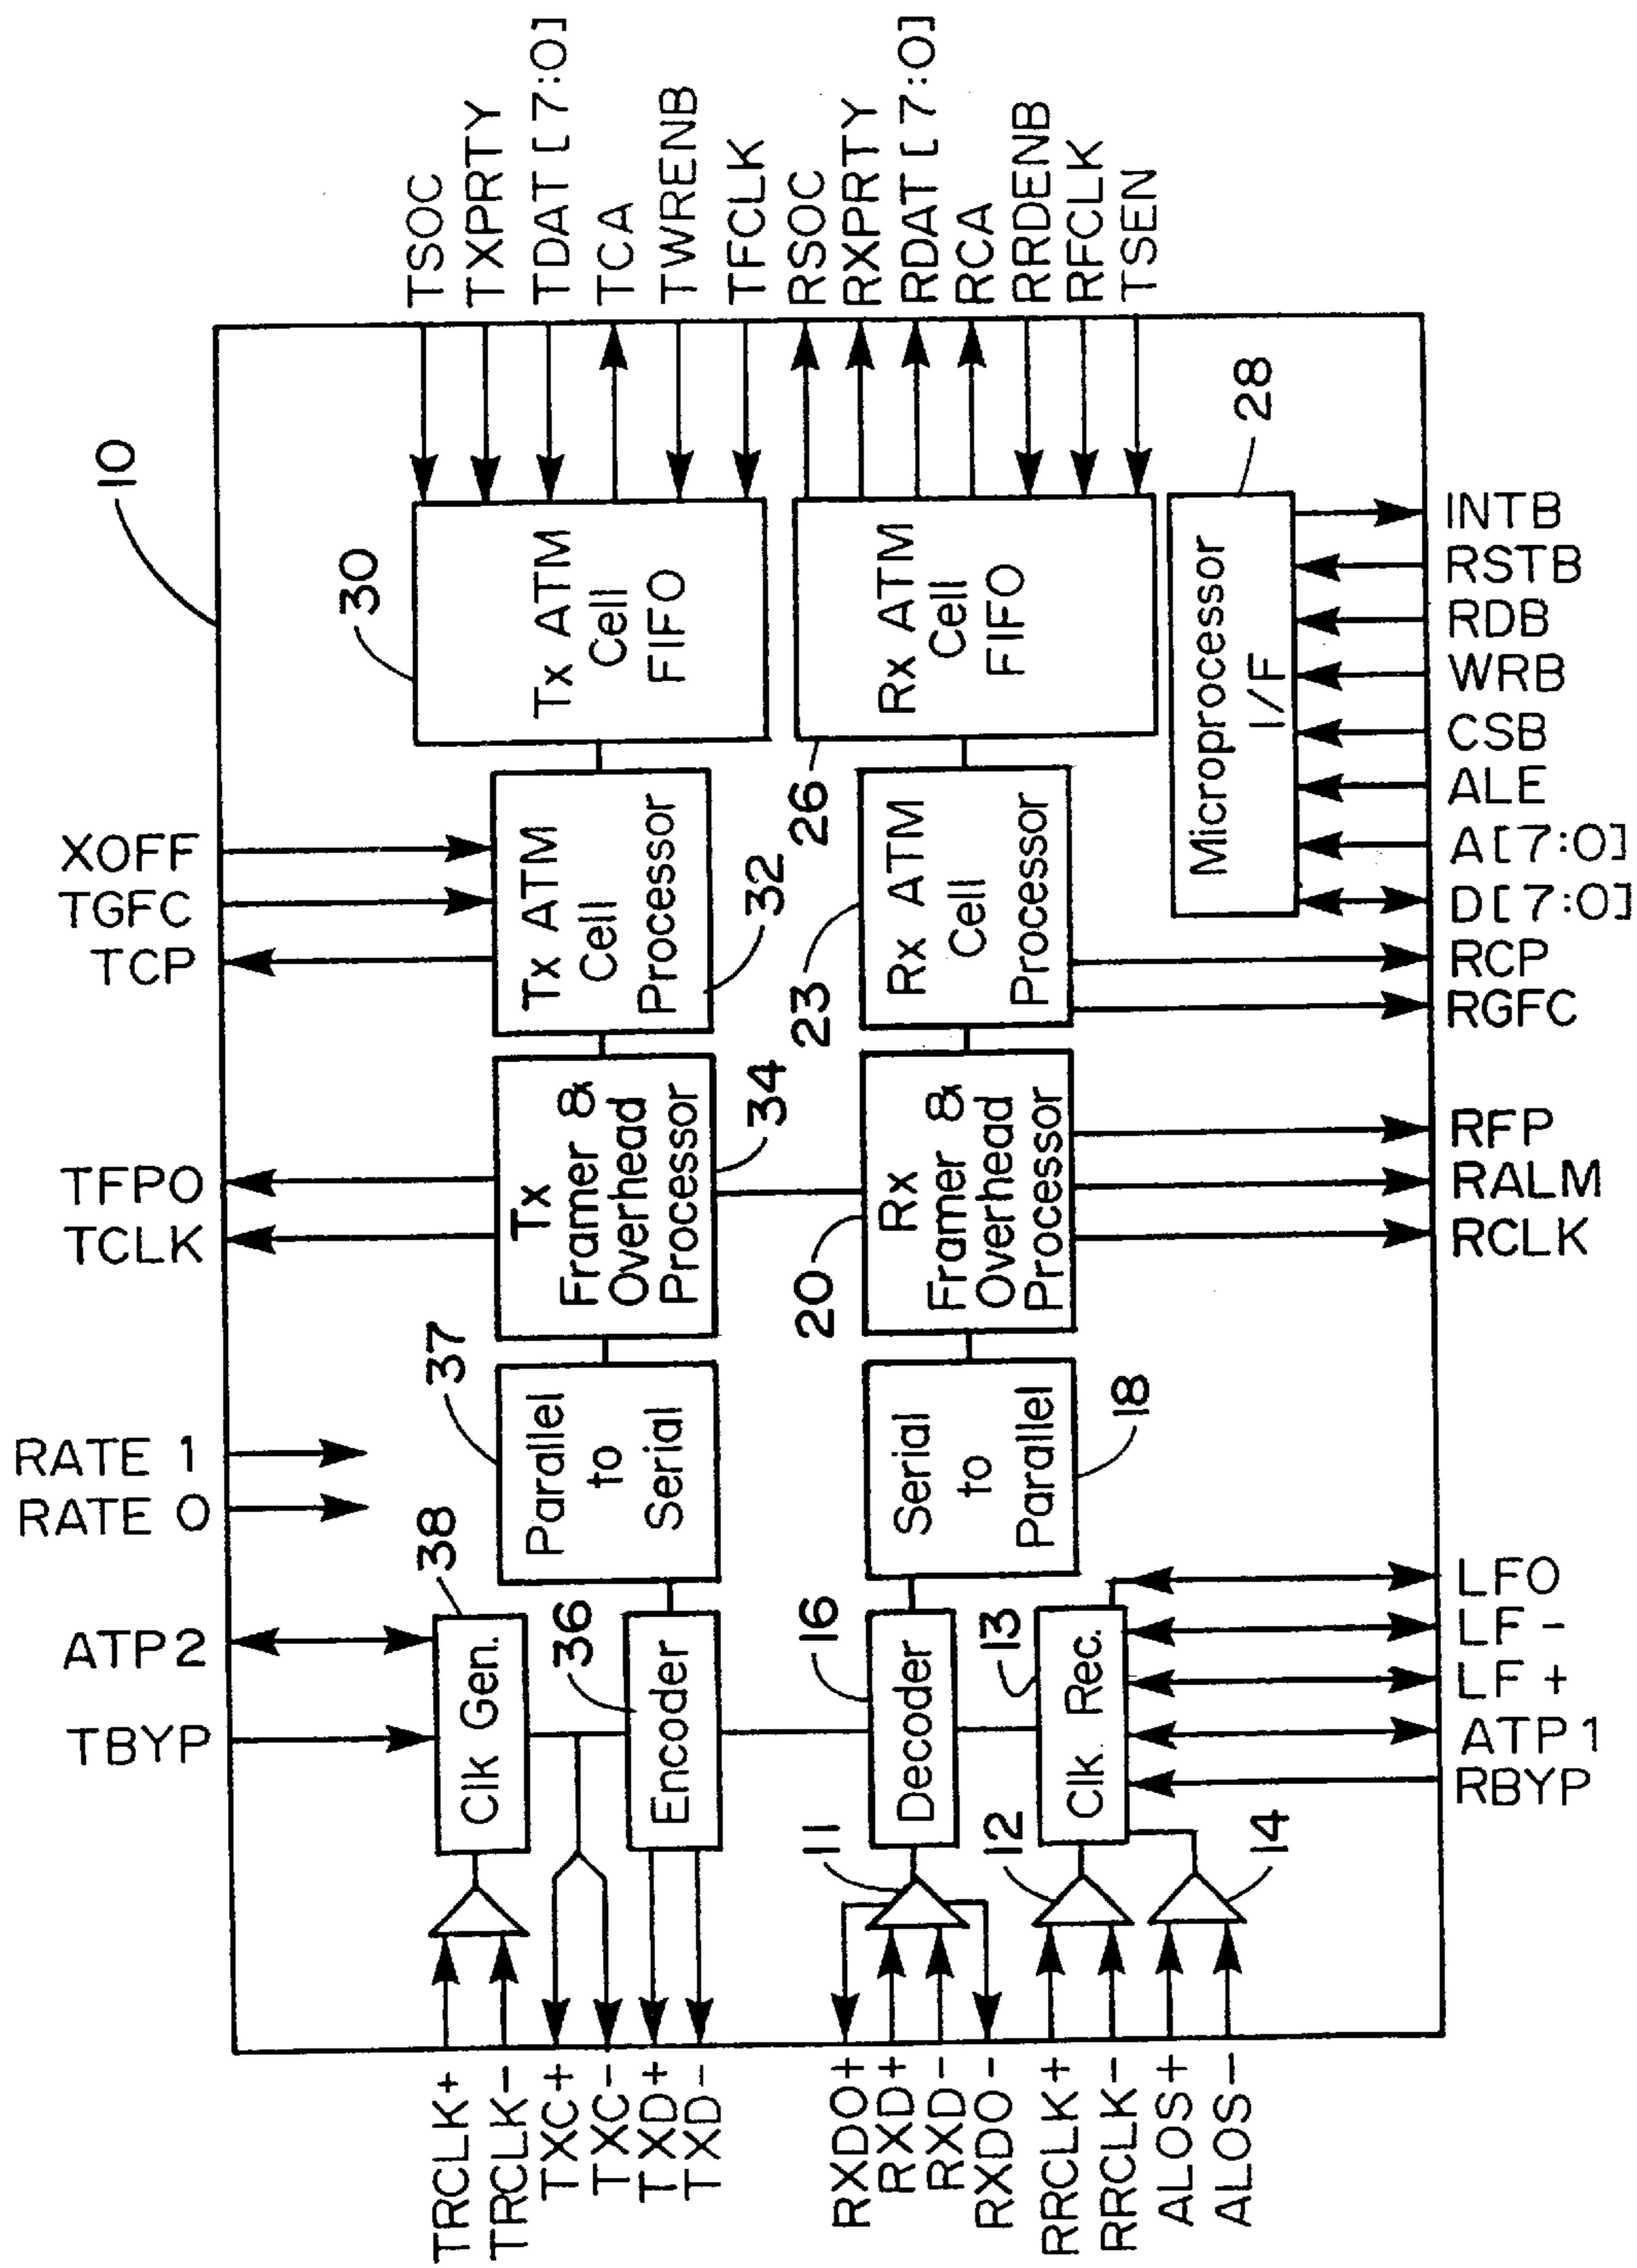 10
RATE 1
RATE 0
ATP2
TBYP
TFPO
TCLK
XOFF
TGFC
TCP
TRCLK+
TRCLK-
TXC+
TXC-
TXD+
TXD-
RXDO+
RXD+
RXD-
RXDO-
RRCLK+
RRCLK-
ALOS+
ALOS-
Clk Gen.
38
Encoder
36
Parallel
to
Serial
37
Tx
Framer &
Overhead
Processor
34
Tx ATM
Cell
Processor
32
Tx ATM
Cell
FIFO
30
11
Decoder
16
12
14
Clk. Rec.
13
Serial
to
Parallel
18
Rx
Framer &
Overhead
Processor
20
Rx ATM
Cell
Processor
23
Rx ATM
Cell
FIFO
26
Microprocessor
I/F
28
TSOC
TXPRTY
TDAT [7:0]
TCA
TWRENB
TFCLK
RSOC
RXPRTY
RDAT [7:0]
RCA
RRDENB
RFCLK
TSEN
INTB
RSTB
RDB
WRB
CSB
ALE
A[7:0]
D[7:0]
RCP
RGFC
RFP
RALM
RCLK
LFO
LF -
LF +
ATP 1
RBYP